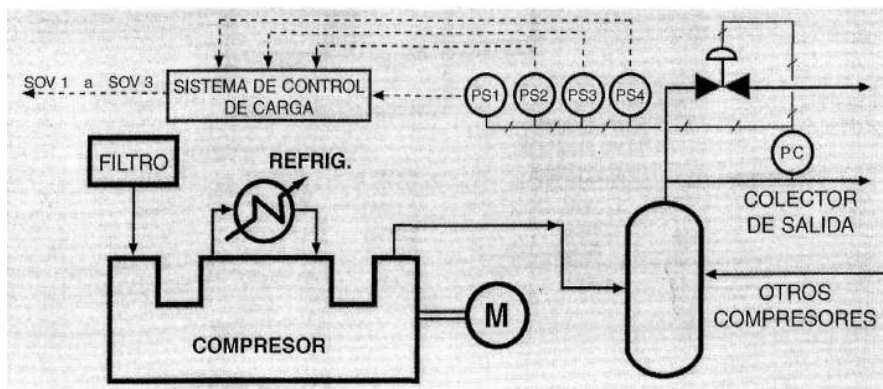 SOV 1 a SOV 3
SISTEMA DE CONTROL
DE CARGA
PS1
PS2
PS3
PS4
FILTRO
REFRIG.
PC
COLECTOR
DE SALIDA
COMPRESOR
M
OTROS
COMPRESORES